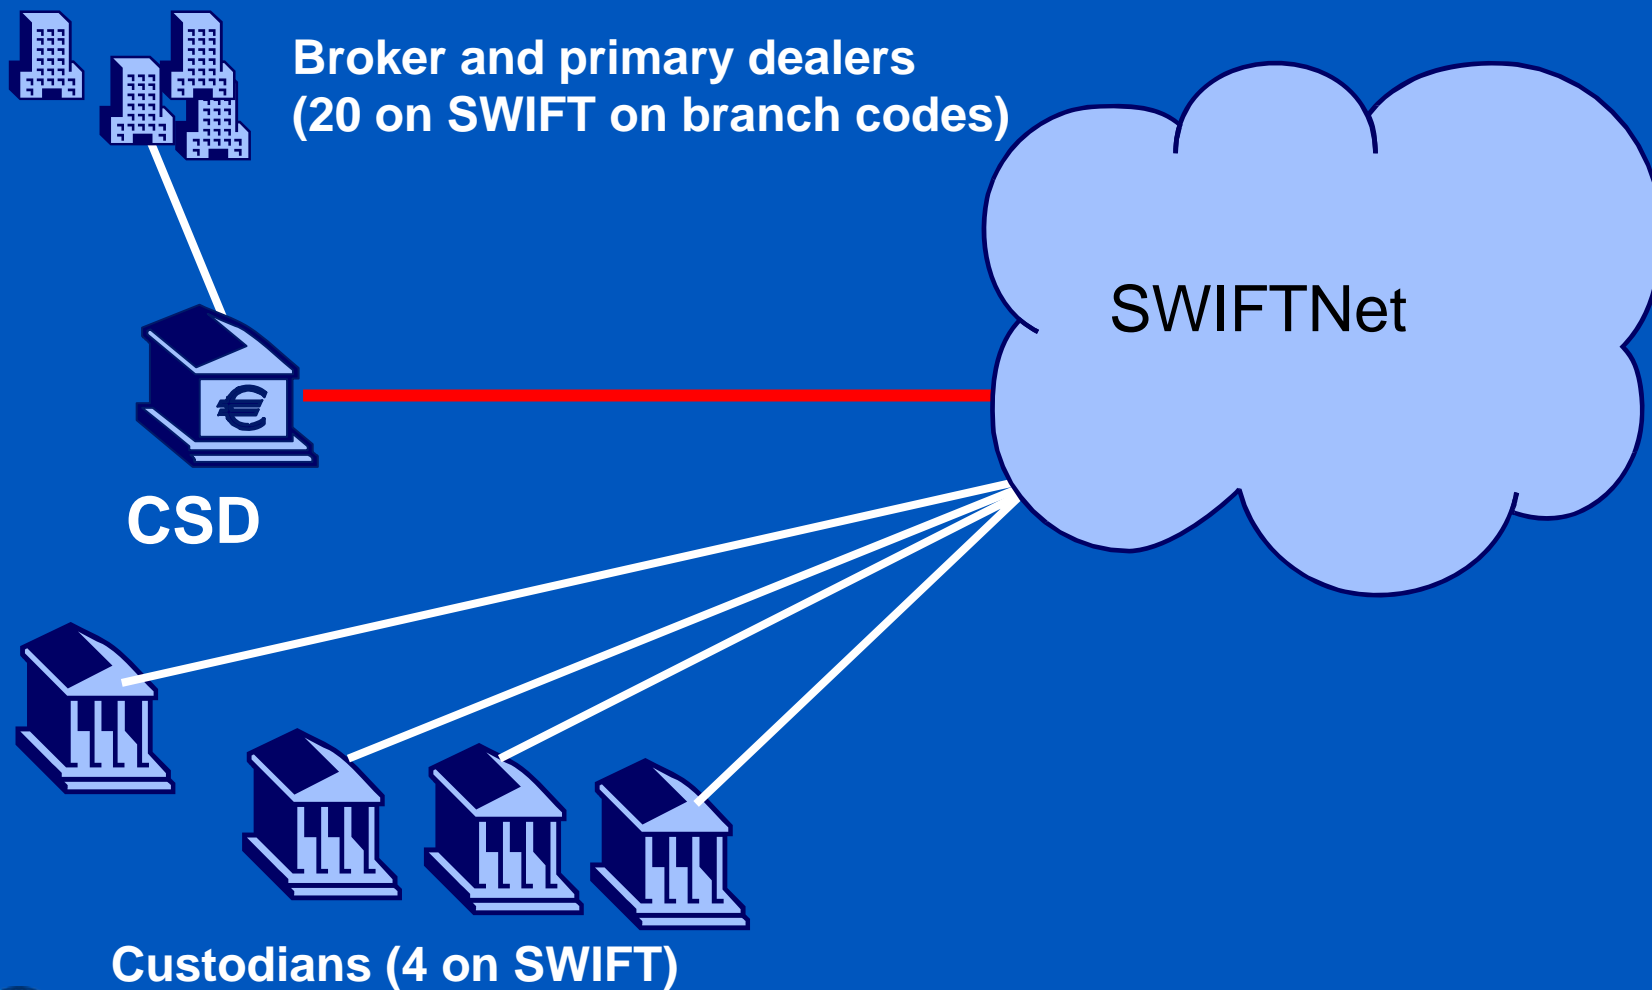 Broker and primary dealers
(20 on SWIFT on branch codes)
SWIFTNet
€
CSD
Custodians (4 on SWIFT)